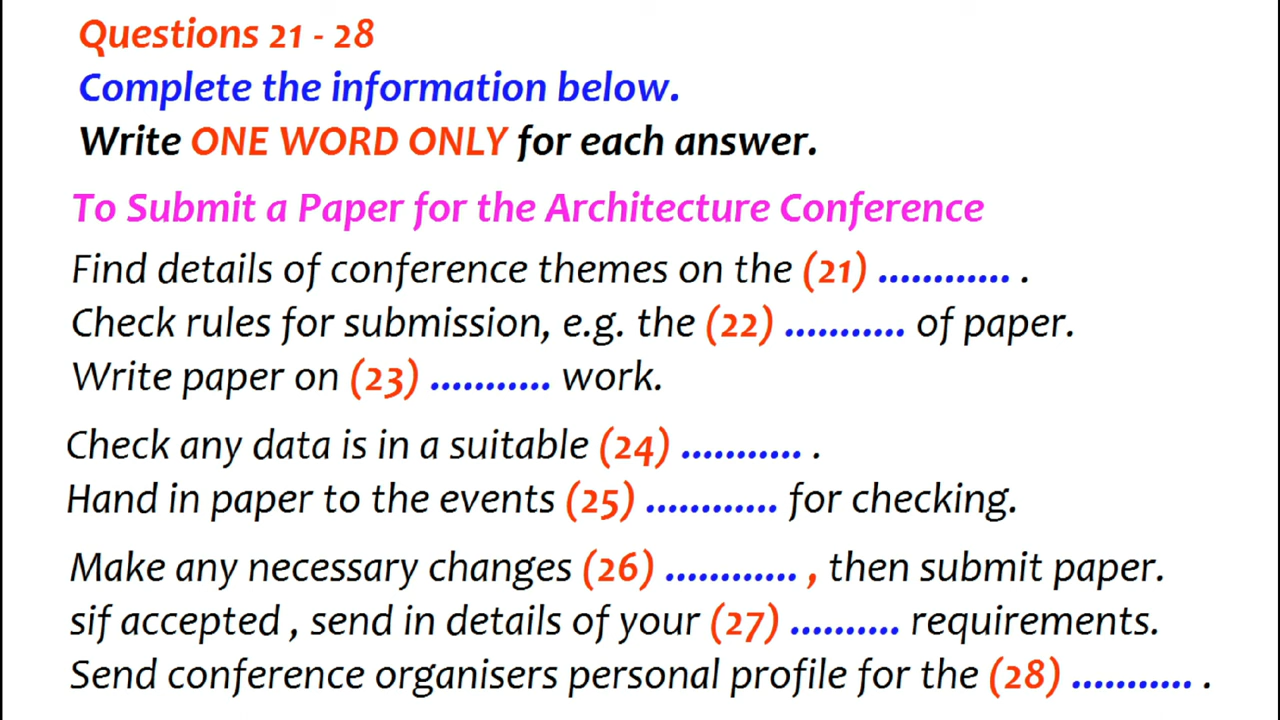 Questions 21 - 28
Complete the information below.
Write ONE WORD ONLY for each answer.
To Submit a Paper for the Architecture Conference
Find details of conference themes on the (21) ............ .
Check rules for submission, e.g. the (22) ........... of paper.
Write paper on (23) ........... work.
Check any data is in a suitable (24) ........... .
Hand in paper to the events (25) ............ for checking.
Make any necessary changes (26) ............ , then submit paper.
sif accepted , send in details of your (27) .......... requirements.
Send conference organisers personal profile for the (28) ........... .